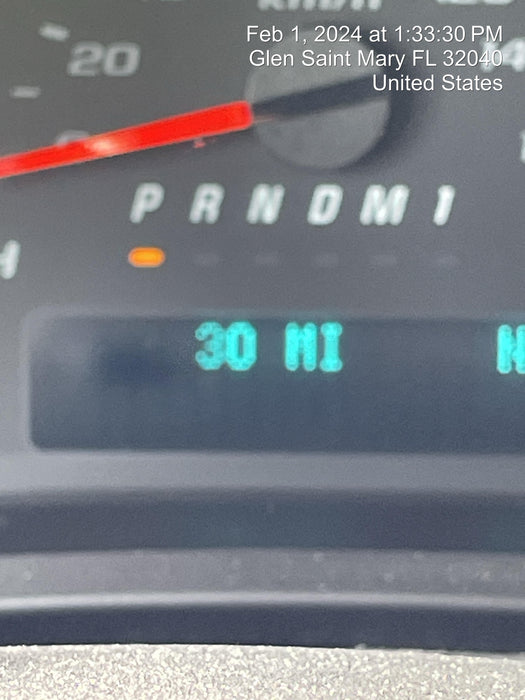 Feb 1, 2024 at 1:33:30 PM
Glen Saint Mary FL 32040
United States
km/h
20
P R N D M 1
30 MI N